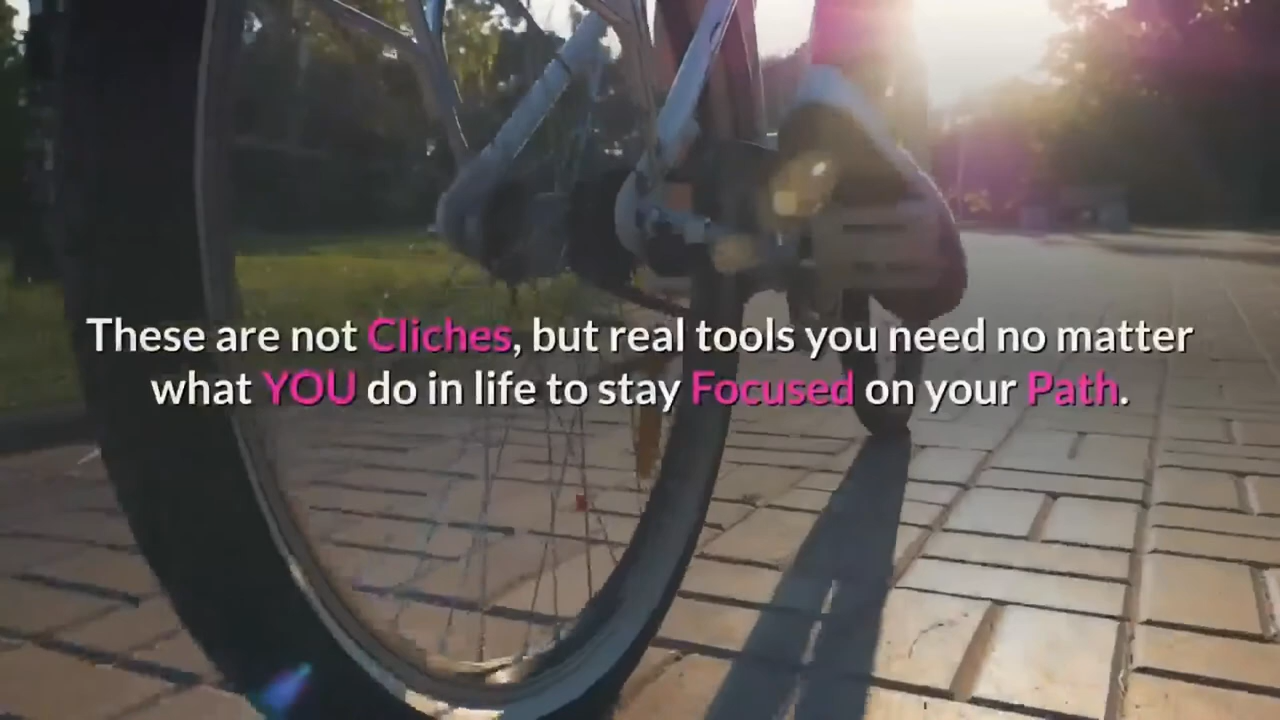 These are not Cliches, but real tools you need no matter
what YOU do in life to stay Focused on your Path.